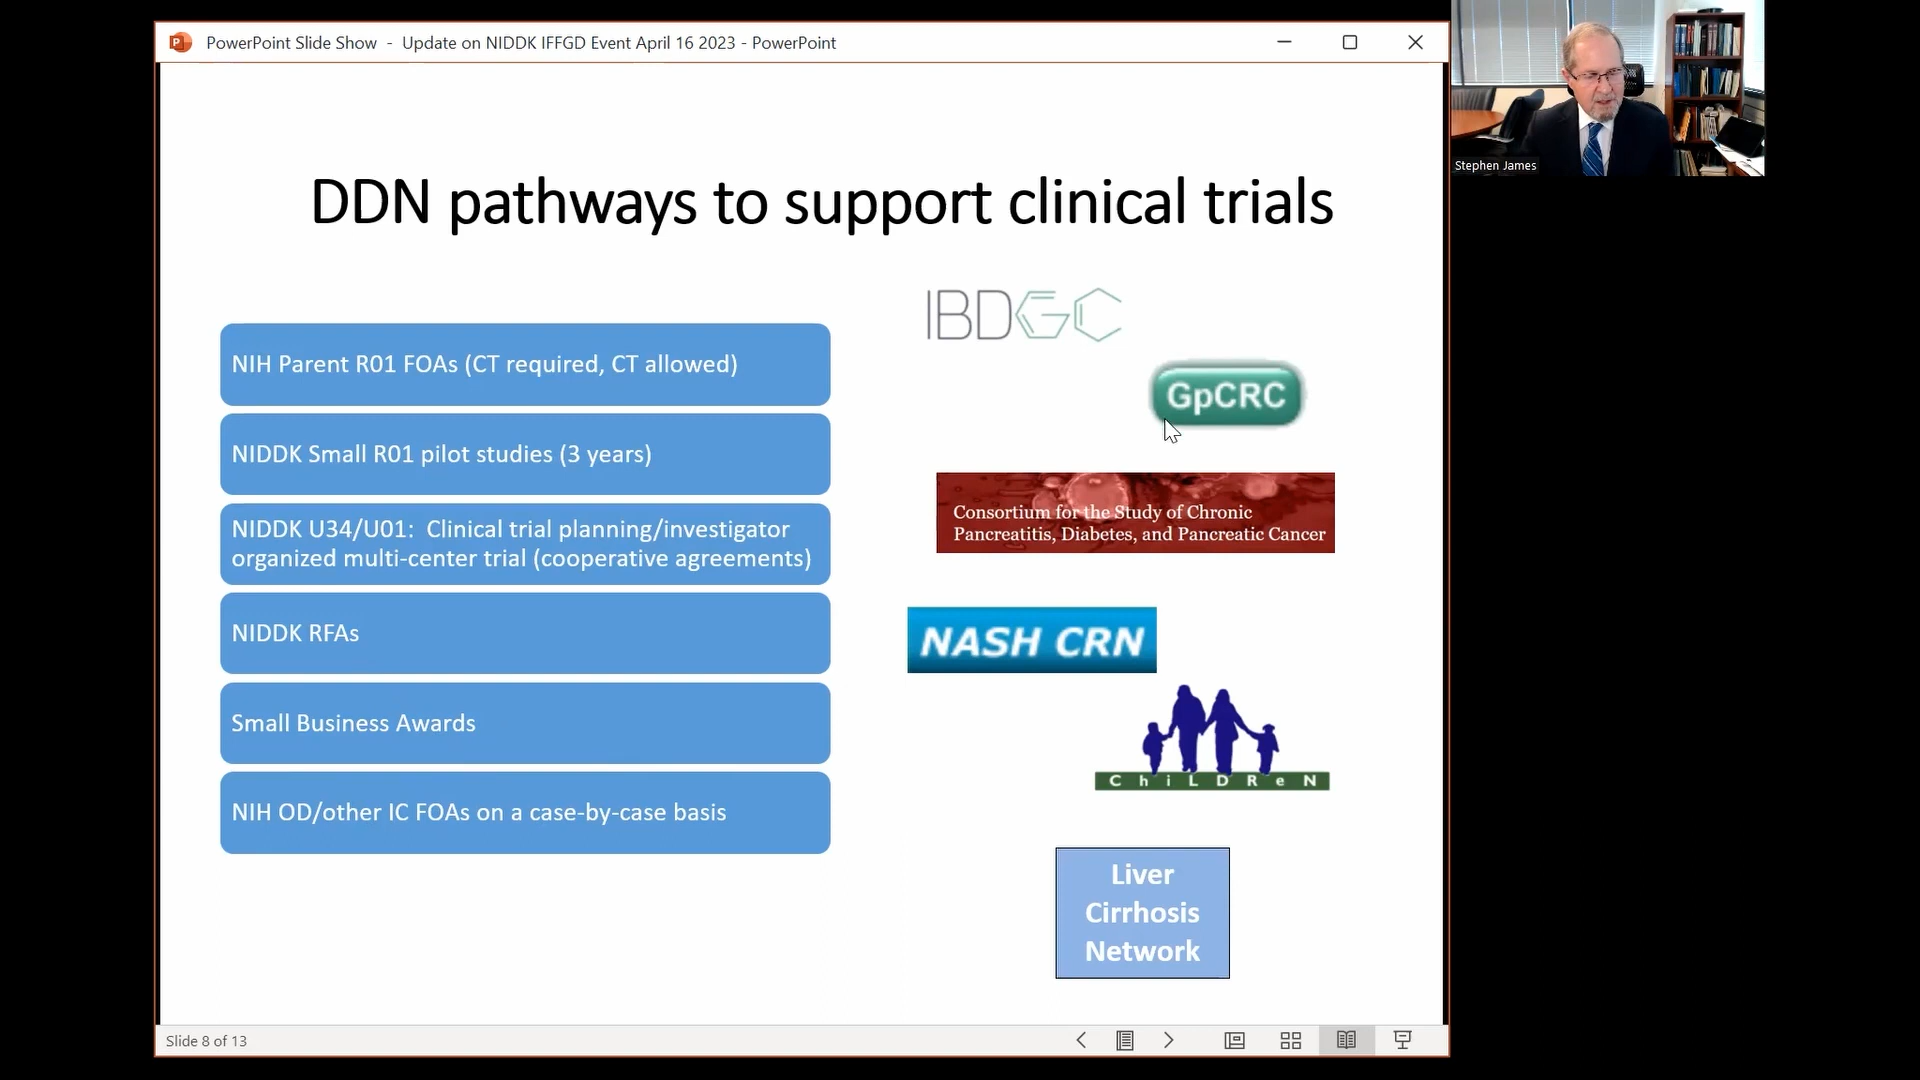 PowerPoint Slide Show - Update on NIDDK IFFGD Event April 16 2023 - PowerPoint
Stephen James
DDN pathways to support clinical trials
NIH Parent R01 FOAs (CT required, CT allowed)
NIDDK Small R01 pilot studies (3 years)
NIDDK U34/U01: Clinical trial planning/investigator
organized multi-center trial (cooperative agreements)
NIDDK RFAs
Small Business Awards
NIH OD/other IC FOAs on a case-by-case basis
IBDGC
GpCRC
Consortium for the Study of Chronic
Pancreatitis, Diabetes, and Pancreatic Cancer
NASH CRN
ChiLDReN
Liver
Cirrhosis
Network
Slide 8 of 13